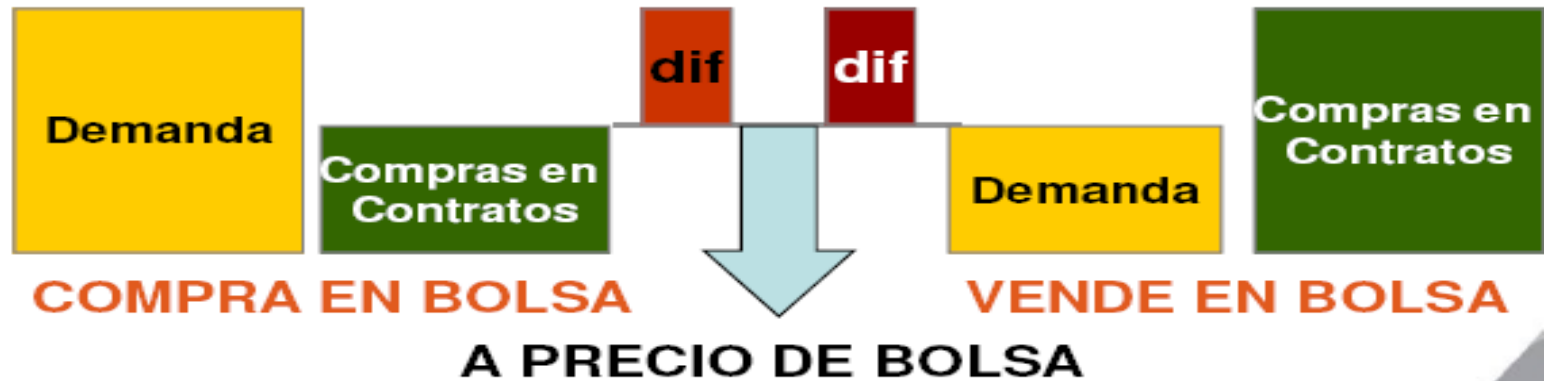 Demanda
Compras en
Contratos
dif
dif
Demanda
Compras en
Contratos
COMPRA EN BOLSA
VENDE EN BOLSA
A PRECIO DE BOLSA